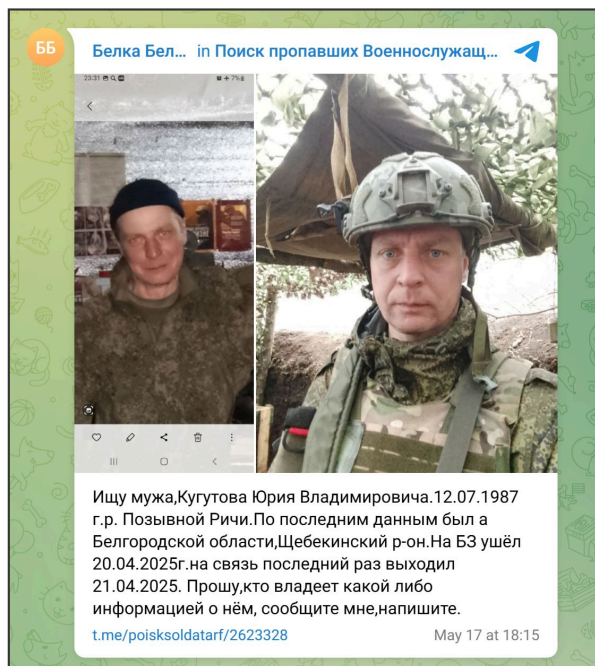 ББ
Белка Бел... in Поиск пропавших Военнослужащ...
23:31
7%
Ищу мужа,Кугутова Юрия Владимировича.12.07.1987
г.р. Позывной Ричи.По последним данным был а
Белгородской области,Щебекинский р-он.На БЗ ушёл
20.04.2025г.на связь последний раз выходил
21.04.2025. Прошу,кто владеет какой либо
информацией о нём, сообщите мне,напишите.
t.me/poisksoldatarf/2623328 May 17 at 18:15